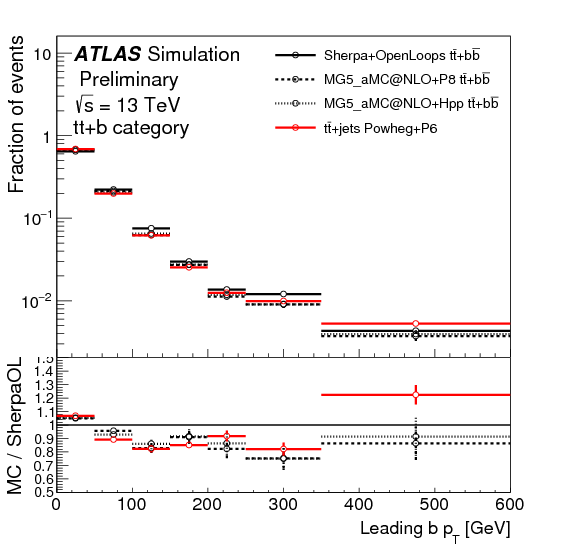 Fraction of events
10
1
10⁻¹
10⁻²
ATLAS Simulation
Preliminary
√s = 13 TeV
tt̄+b category
Sherpa+OpenLoops tt̄+bb̄
MG5_aMC@NLO+P8 tt̄+bb̄
MG5_aMC@NLO+Hpp tt̄+bb̄
tt̄+jets Powheg+P6
MC / SherpaOL
1.5
1.4
1.3
1.2
1.1
1
0.9
0.8
0.7
0.6
0.5
0 100 200 300 400 500 600
Leading b p_T [GeV]